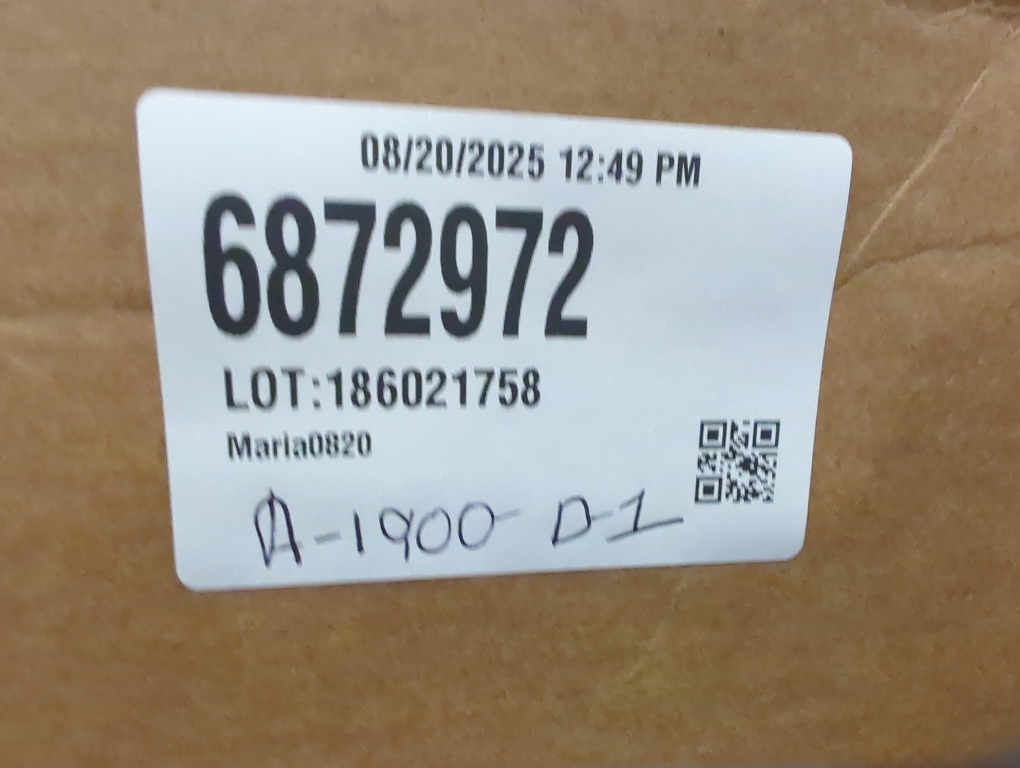 08/20/2025 12:49 PM
6872972
LOT:186021758
Maria0820
A-1900- D-1